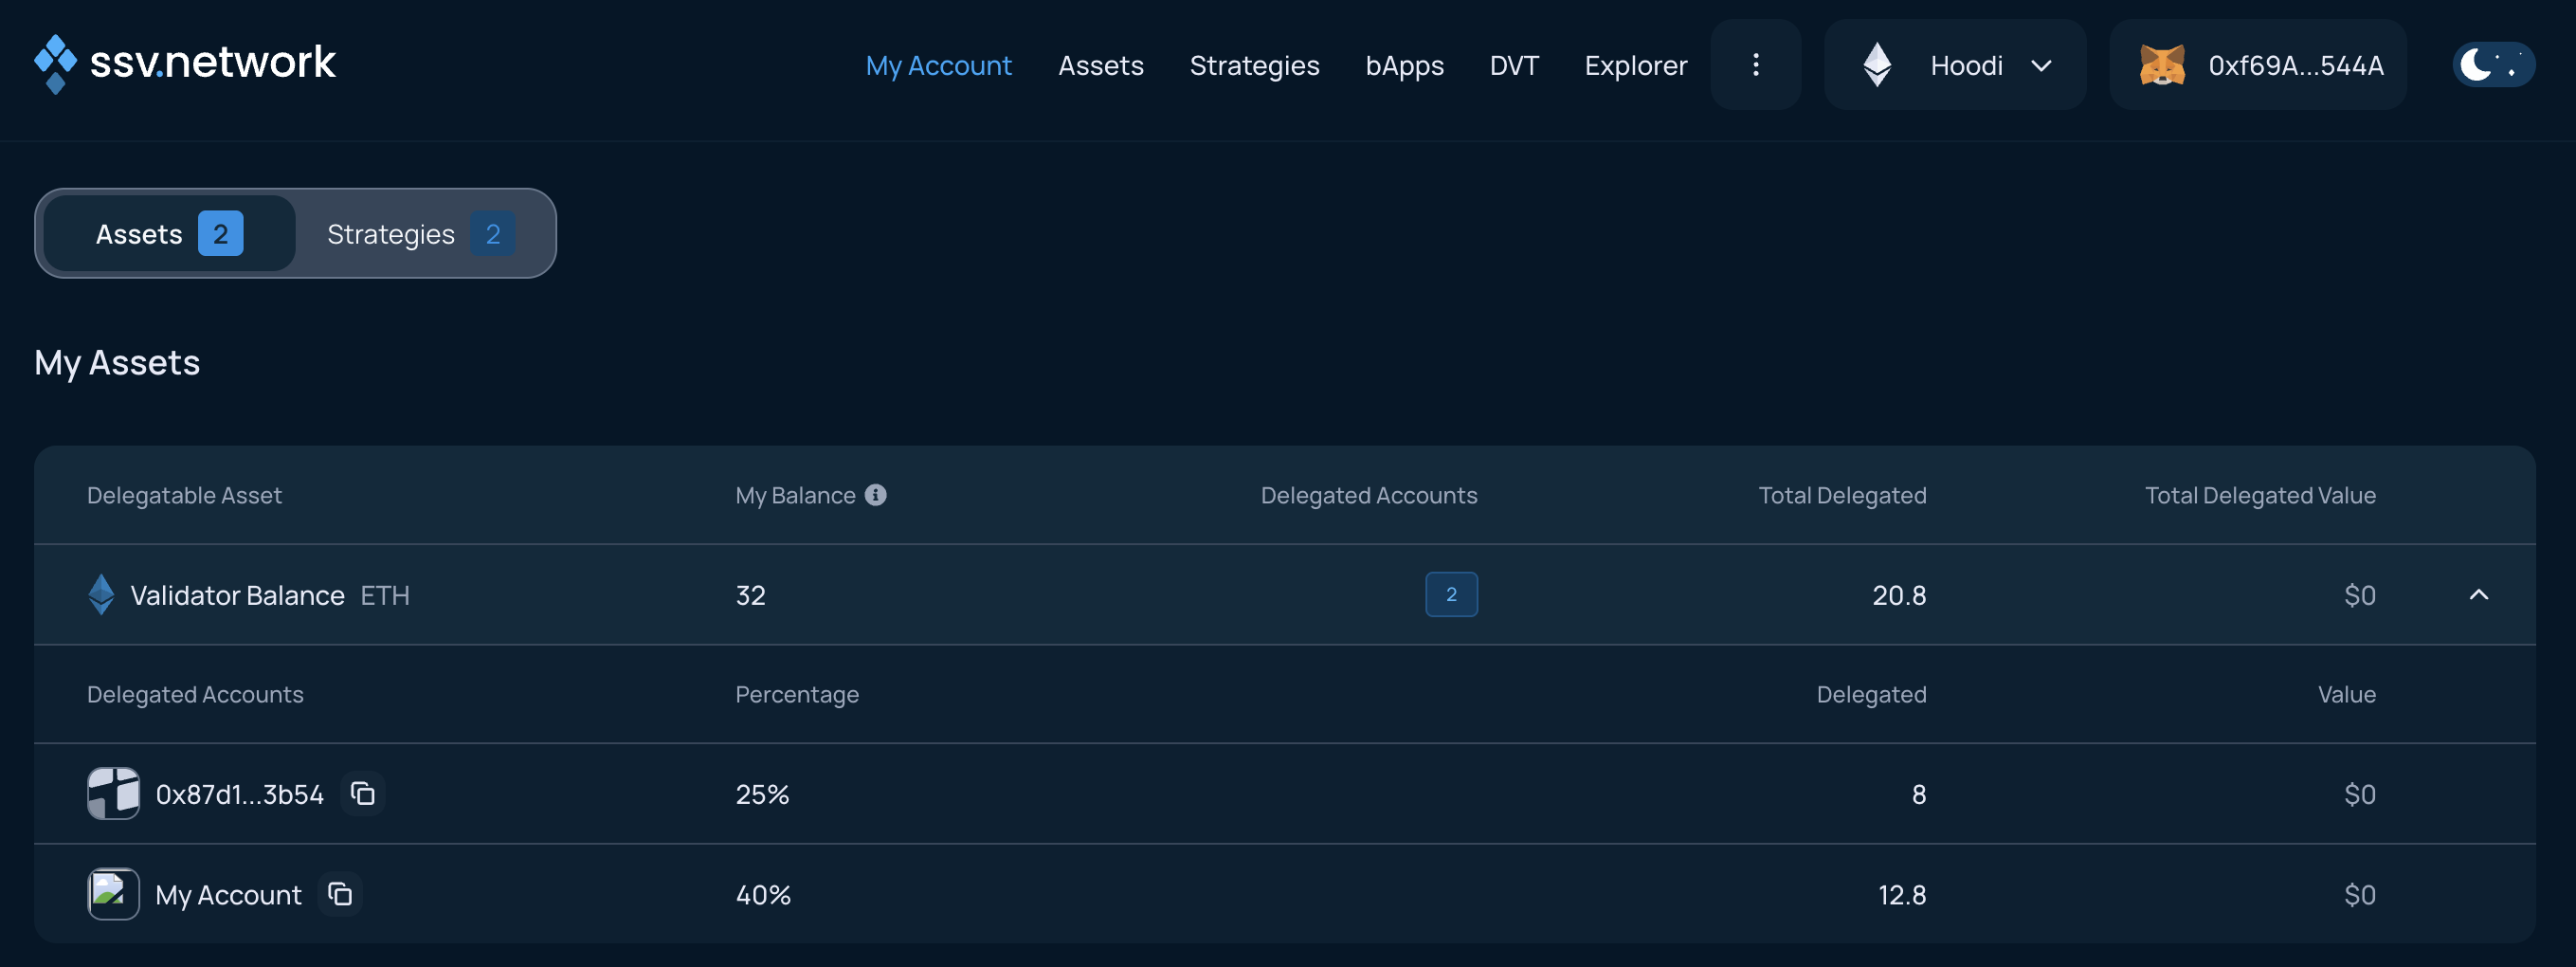 ssv.network
My Account Assets Strategies bApps DVT Explorer Hoodi 0xf69A...544A
Assets 2 Strategies 2
My Assets
Delegatable Asset My Balance Delegated Accounts Total Delegated Total Delegated Value
Validator Balance ETH 32 2 20.8 $0
Delegated Accounts Percentage Delegated Value
0x87d1...3b54 25% 8 $0
My Account 40% 12.8 $0